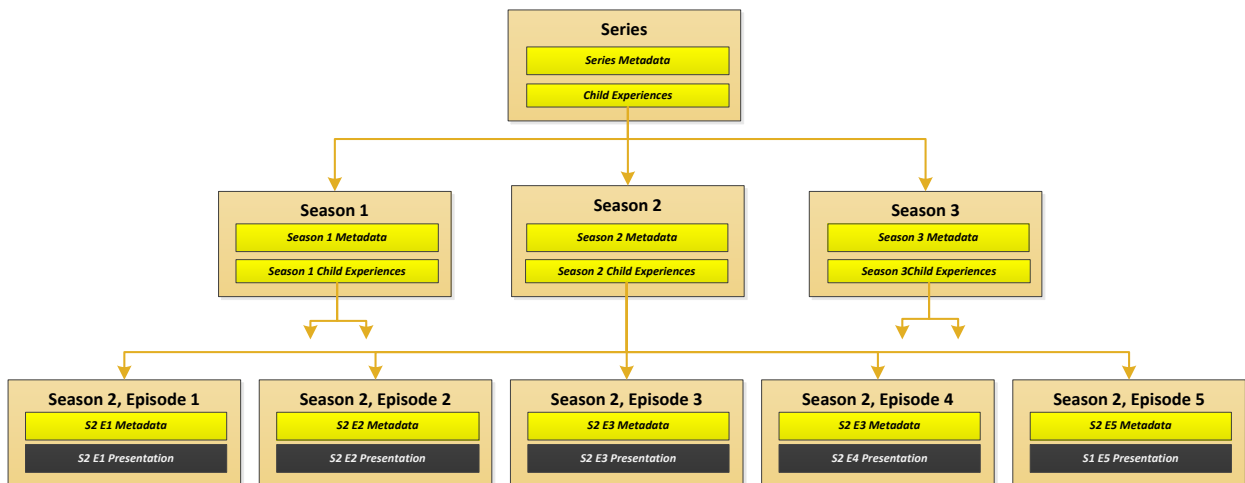 Series
Series Metadata
Child Experiences
Season 1
Season 1 Metadata
Season 1 Child Experiences
Season 2
Season 2 Metadata
Season 2 Child Experiences
Season 3
Season 3 Metadata
Season 3Child Experiences
Season 2, Episode 1
S2 E1 Metadata
S2 E1 Presentation
Season 2, Episode 2
S2 E2 Metadata
S2 E2 Presentation
Season 2, Episode 3
S2 E3 Metadata
S2 E3 Presentation
Season 2, Episode 4
S2 E3 Metadata
S2 E4 Presentation
Season 2, Episode 5
S2 E5 Metadata
S1 E5 Presentation